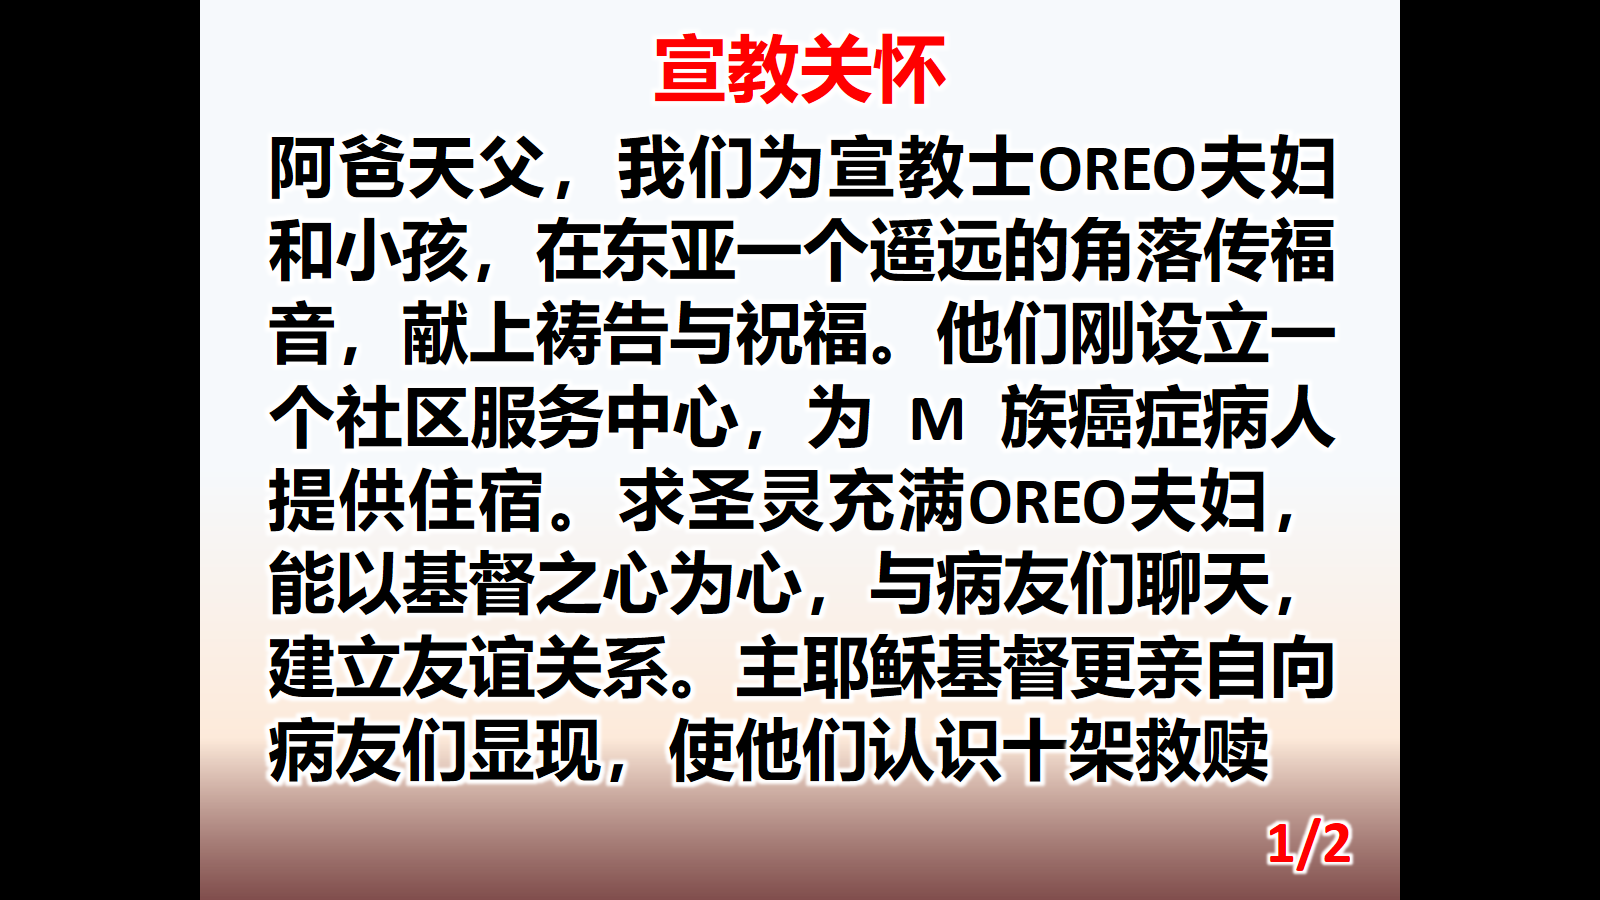 宣教关怀
阿爸天父，我们为宣教士OREO夫妇
和小孩，在东亚一个遥远的角落传福
音，献上祷告与祝福。他们刚设立一
个社区服务中心，为 M 族癌症病人
提供住宿。求圣灵充满OREO夫妇，
能以基督之心为心，与病友们聊天，
建立友谊关系。主耶稣基督更亲自向
病友们显现，使他们认识十架救赎
1/2